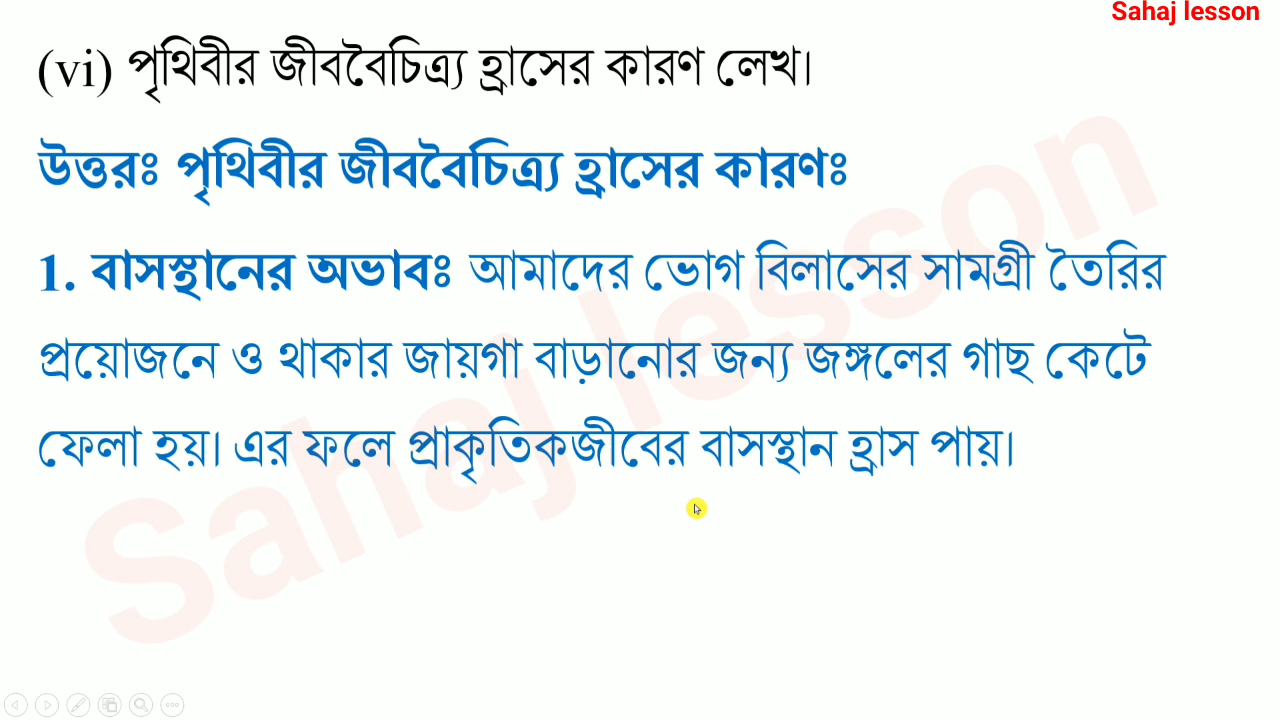 Sahaj lesson
(vi) পৃথিবীর জীববৈচিত্র্য হ্রাসের কারণ লেখ।
উত্তরঃ পৃথিবীর জীববৈচিত্র্য হ্রাসের কারণঃ
1. বাসস্থানের অভাবঃ আমাদের ভোগ বিলাসের সামগ্রী তৈরির
প্রয়োজনে ও থাকার জায়গা বাড়ানোর জন্য জঙ্গলের গাছ কেটে
ফেলা হয়। এর ফলে প্রাকৃতিকজীবের বাসস্থান হ্রাস পায়।
Sahaj lesson